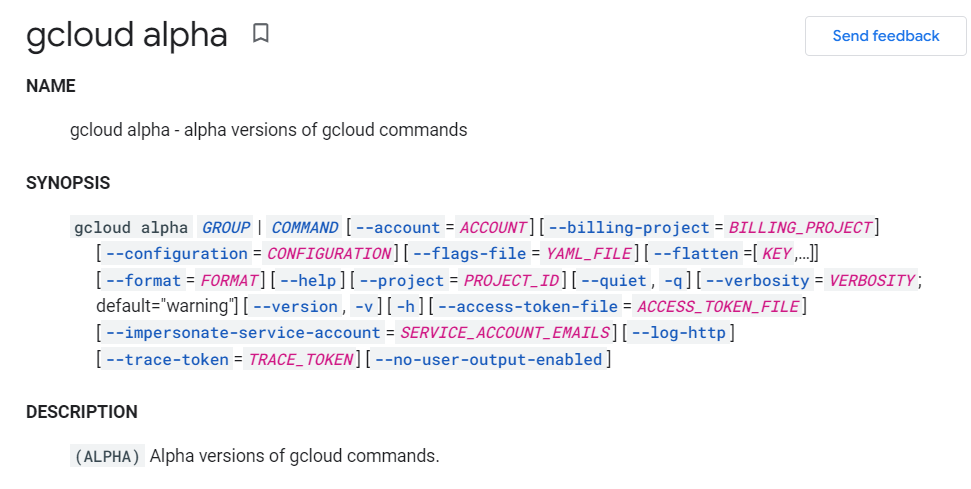 gcloud alpha
Send feedback
NAME
gcloud alpha - alpha versions of gcloud commands
SYNOPSIS
gcloud alpha GROUP | COMMAND [--account=ACCOUNT] [--billing-project=BILLING_PROJECT]
[--configuration=CONFIGURATION] [--flags-file=YAML_FILE] [--flatten=[KEY,…]]
[--format=FORMAT] [--help] [--project=PROJECT_ID] [--quiet, -q] [--verbosity=VERBOSITY;
default="warning"] [--version, -v] [-h] [--access-token-file=ACCESS_TOKEN_FILE]
[--impersonate-service-account=SERVICE_ACCOUNT_EMAILS] [--log-http]
[--trace-token=TRACE_TOKEN] [--no-user-output-enabled]
DESCRIPTION
(ALPHA) Alpha versions of gcloud commands.